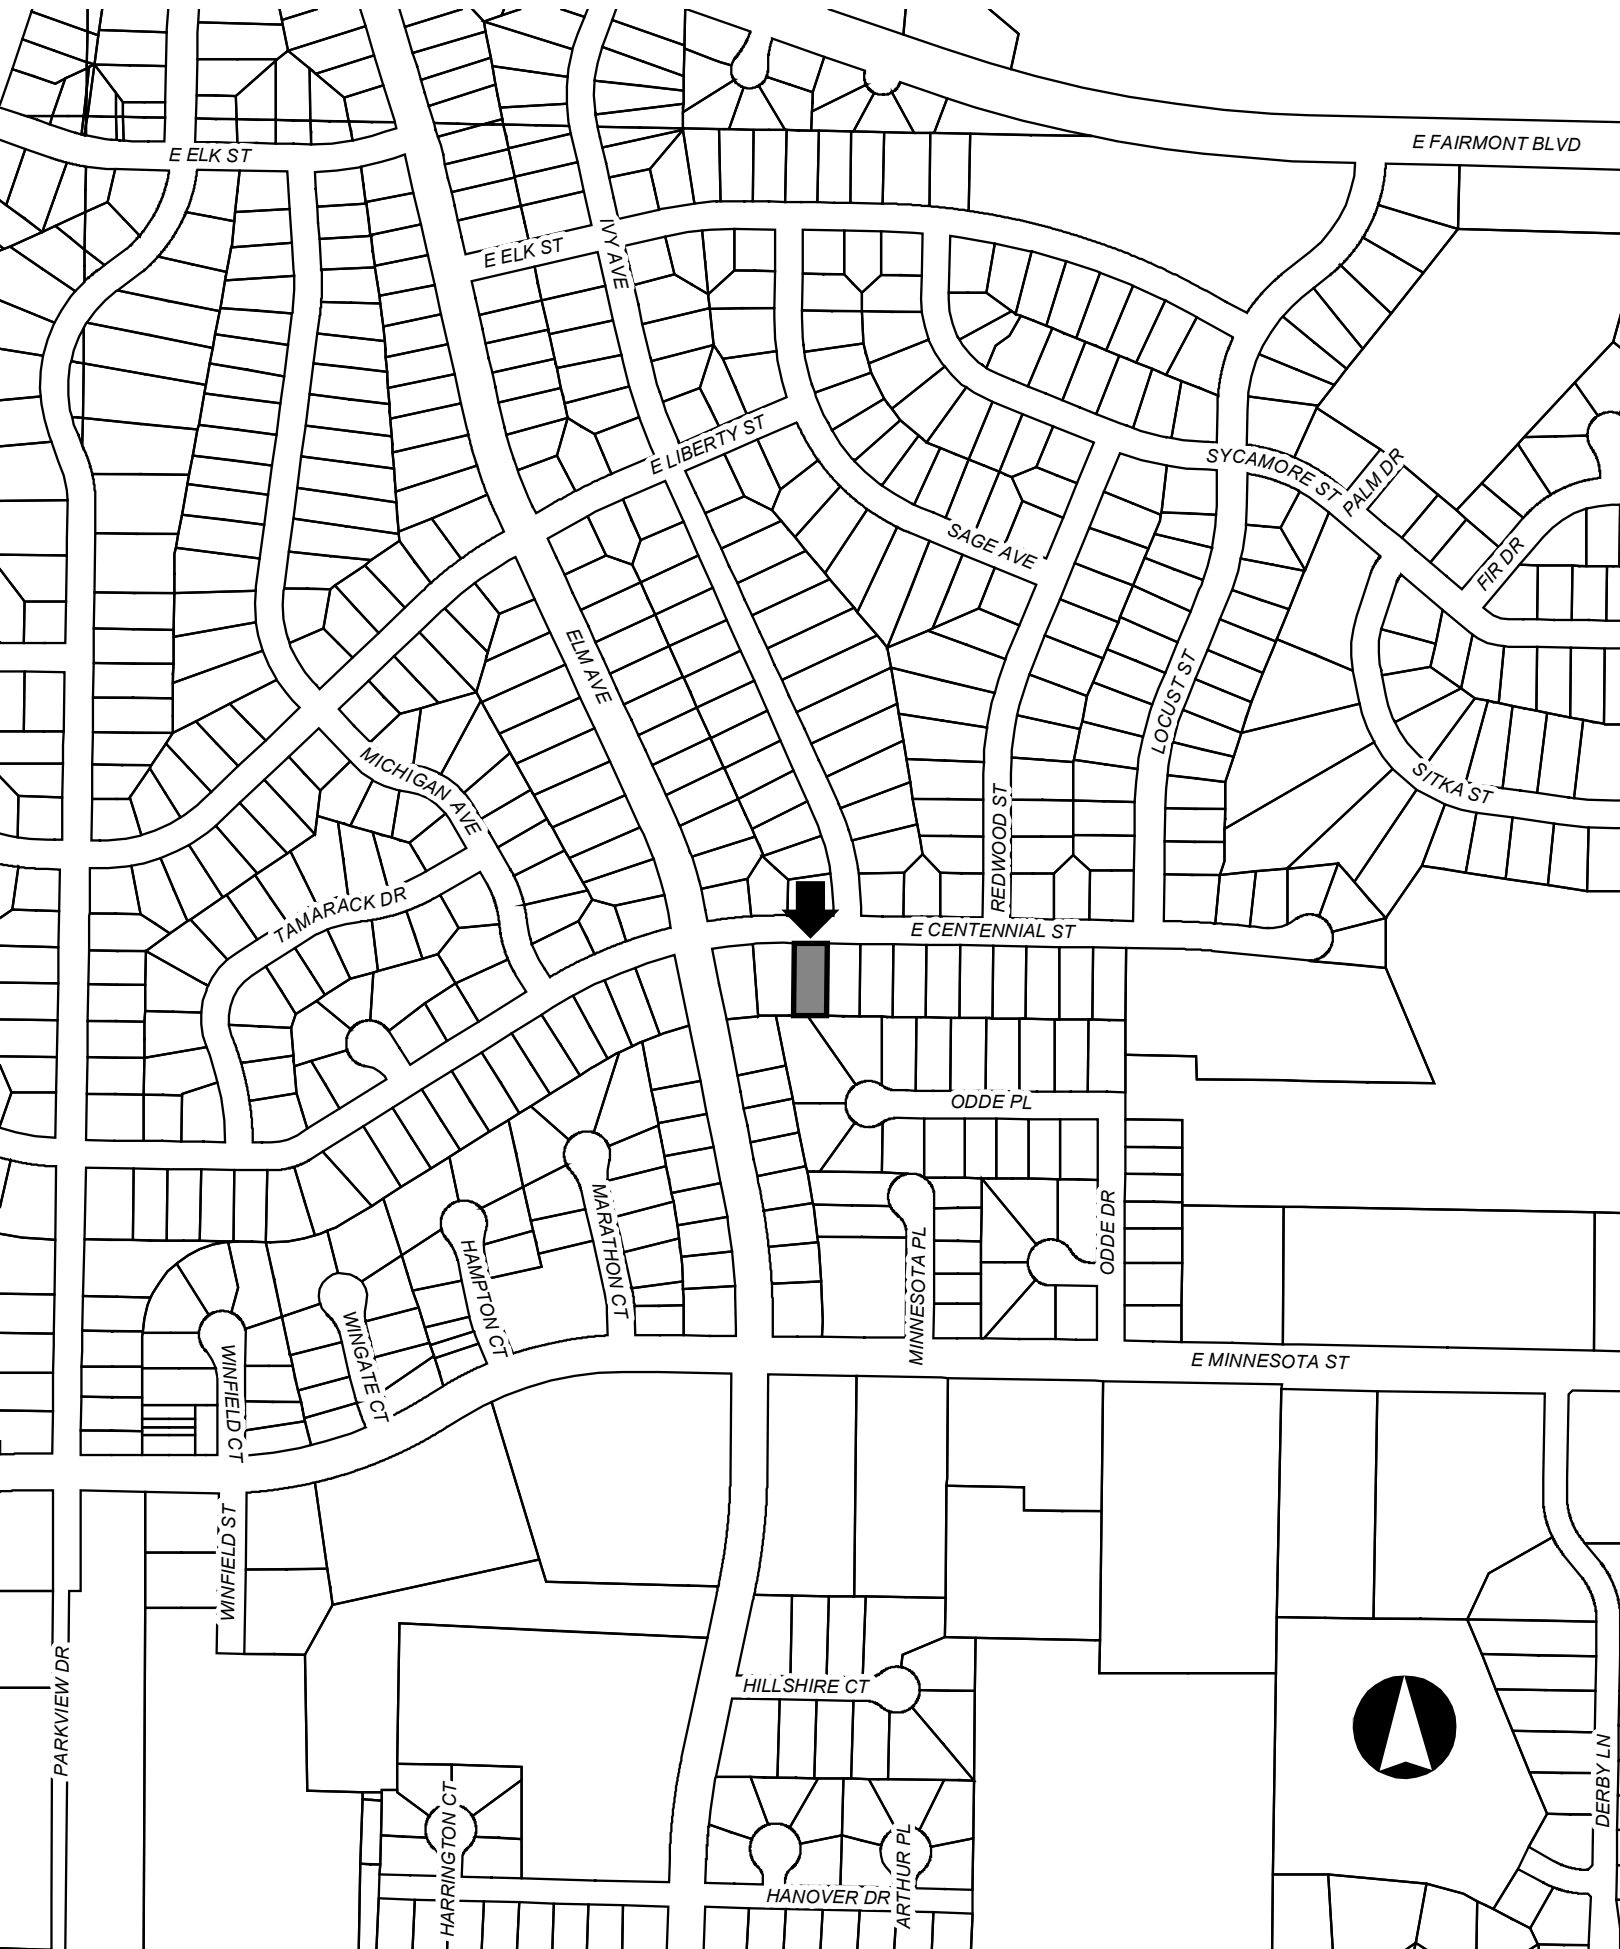 E FAIRMONT BLVD
E ELK ST
IVY AVE
E ELK ST
E LIBERTY ST
SYCAMORE ST
PALM DR
SAGE AVE
FIR DR
ELM AVE
LOCUST ST
MICHIGAN AVE
SITKA ST
REDWOOD ST
TAMARACK DR
E CENTENNIAL ST
ODDE PL
ODDE DR
MARATHON CT
MINNESOTA PL
HAMPTON CT
WINGATE CT
WINFIELD CT
E MINNESOTA ST
WINFIELD ST
PARKVIEW DR
HILLSHIRE CT
DERBY LN
HARRINGTON CT
ARTHUR PL
HANOVER DR